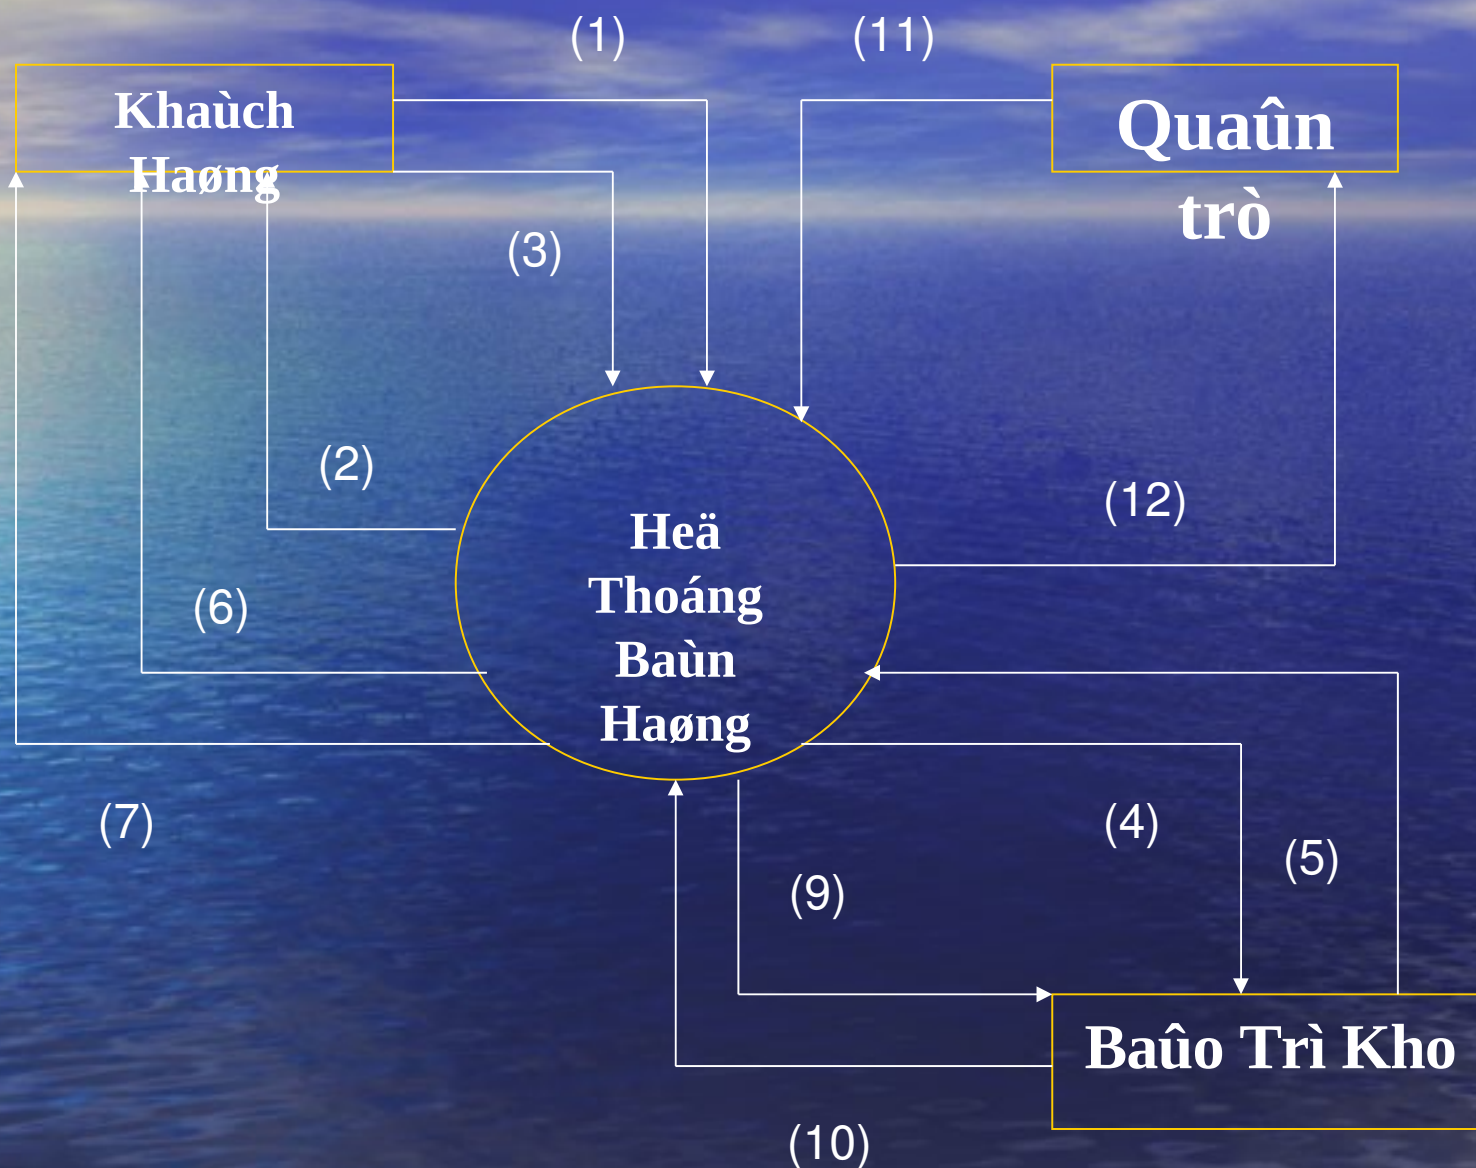 (1)
(11)
Khaùch
Haøng
Quaûn
trò
(3)
(2)
(12)
Heä
Thoáng
Baùn
Haøng
(6)
(7)
(4)
(5)
(9)
Baûo Trì Kho
(10)